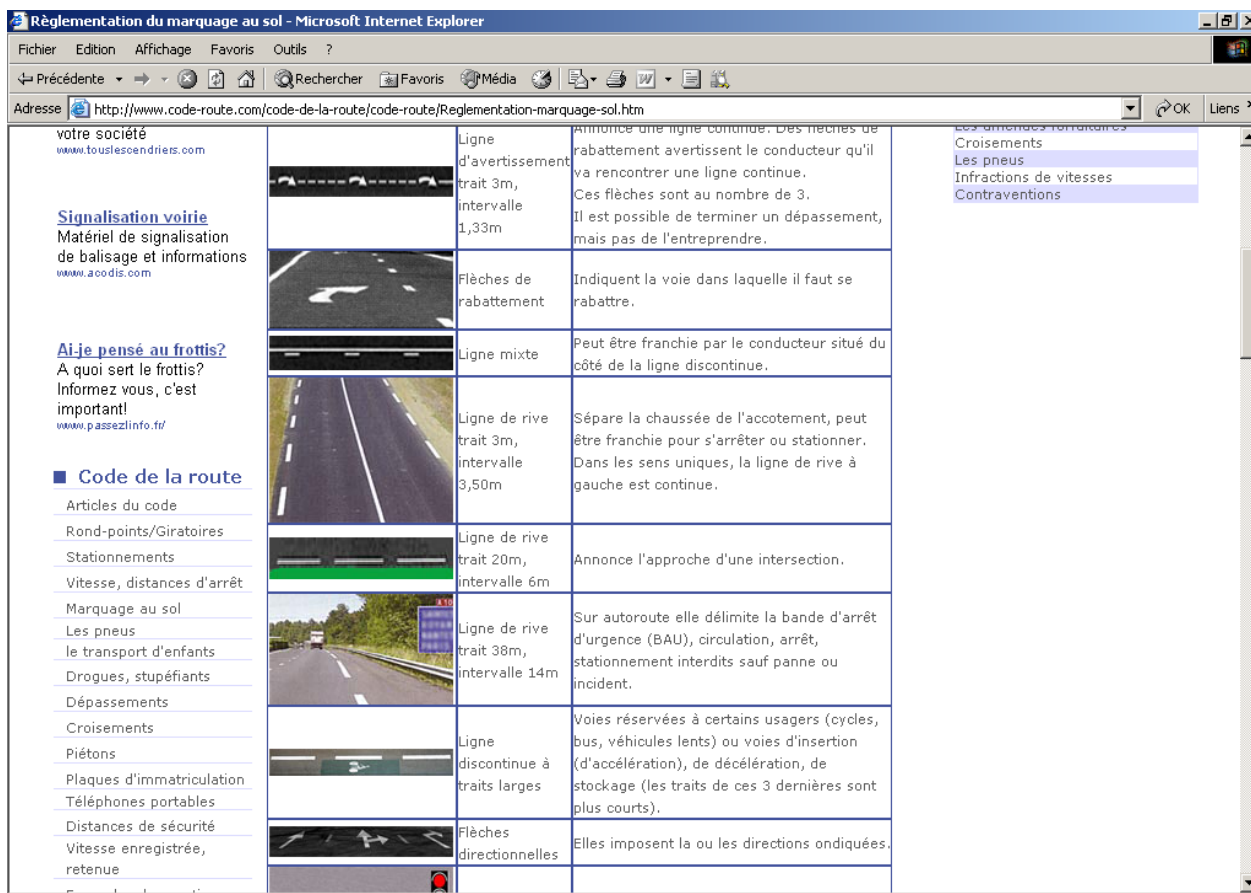 Règlementation du marquage au sol - Microsoft Internet Explorer
Fichier Edition Affichage Favoris Outils ?
Précédente Rechercher Favoris Média
Adresse http://www.code-route.com/code-de-la-route/code-route/Reglementation-marquage-sol.htm OK Liens »
votre société
www.touslescendriers.com
Signalisation voirie
Matériel de signalisation
de balisage et informations
www.acodis.com
Ai-je pensé au frottis?
A quoi sert le frottis?
Informez vous, c'est
important!
www.passezlinfo.fr/
Code de la route
Articles du code
Rond-points/Giratoires
Stationnements
Vitesse, distances d'arrêt
Marquage au sol
Les pneus
le transport d'enfants
Drogues, stupéfiants
Dépassements
Croisements
Piétons
Plaques d'immatriculation
Téléphones portables
Distances de sécurité
Vitesse enregistrée,
retenue
Ligne
d'avertissement
trait 3m,
intervalle
1,33m
Annonce une ligne continue. Des flèches de
rabattement avertissent le conducteur qu'il
va rencontrer une ligne continue.
Ces flèches sont au nombre de 3.
Il est possible de terminer un dépassement,
mais pas de l'entreprendre.
Flèches de
rabattement
Indiquent la voie dans laquelle il faut se
rabattre.
Ligne mixte
Peut être franchie par le conducteur situé du
côté de la ligne discontinue.
Ligne de rive
trait 3m,
intervalle
3,50m
Sépare la chaussée de l'accotement, peut
être franchie pour s'arrêter ou stationner.
Dans les sens uniques, la ligne de rive à
gauche est continue.
Ligne de rive
trait 20m,
intervalle 6m
Annonce l'approche d'une intersection.
Ligne de rive
trait 38m,
intervalle 14m
Sur autoroute elle délimite la bande d'arrêt
d'urgence (BAU), circulation, arrêt,
stationnement interdits sauf panne ou
incident.
Ligne
discontinue à
traits larges
Voies réservées à certains usagers (cycles,
bus, véhicules lents) ou voies d'insertion
(d'accélération), de décélération, de
stockage (les traits de ces 3 dernières sont
plus courts).
Flèches
directionnelles
Elles imposent la ou les directions ondiquées.
Les amendes forfaitaires
Croisements
Les pneus
Infractions de vitesses
Contraventions